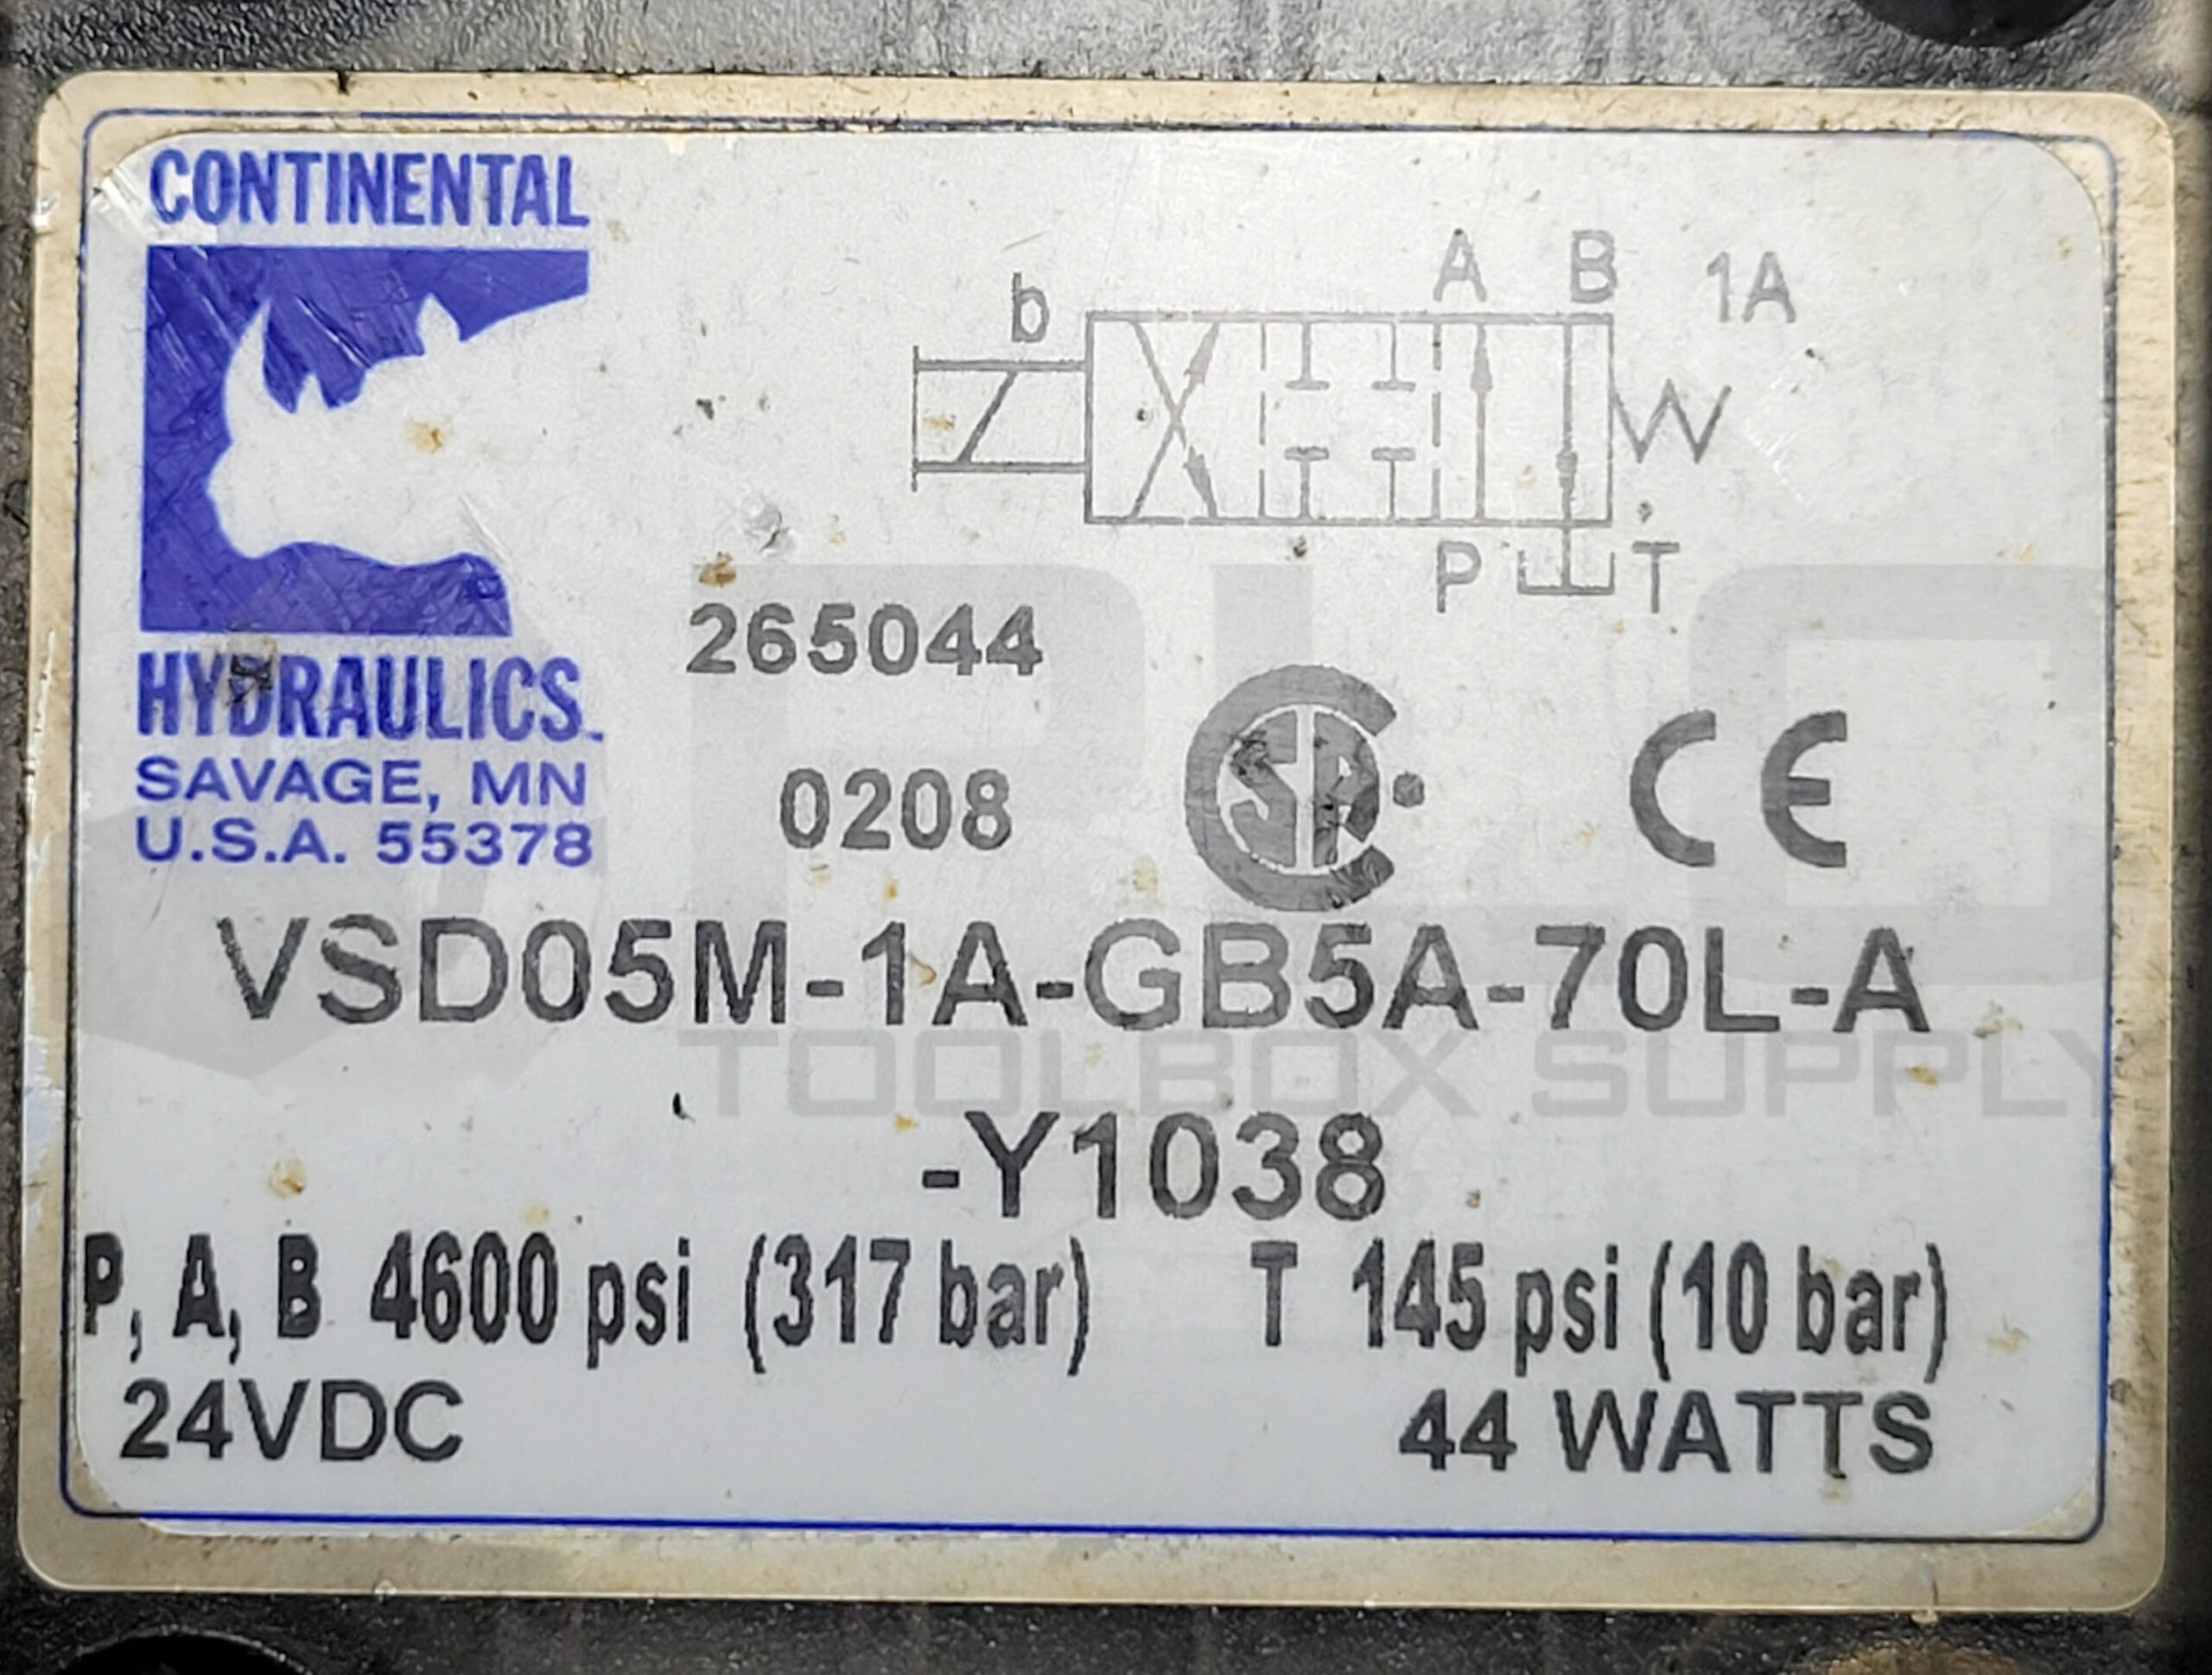 CONTINENTAL
b
A B 1A
P T
265044
HYDRAULICS
0208
CSA
CE
SAVAGE, MN
U.S.A. 55378
VSD05M-1A-GB5A-70L-A
TOOLBOX SUPPLY
-Y1038
P, A, B 4600 psi (317 bar) T 145 psi (10 bar)
24VDC 44 WATTS